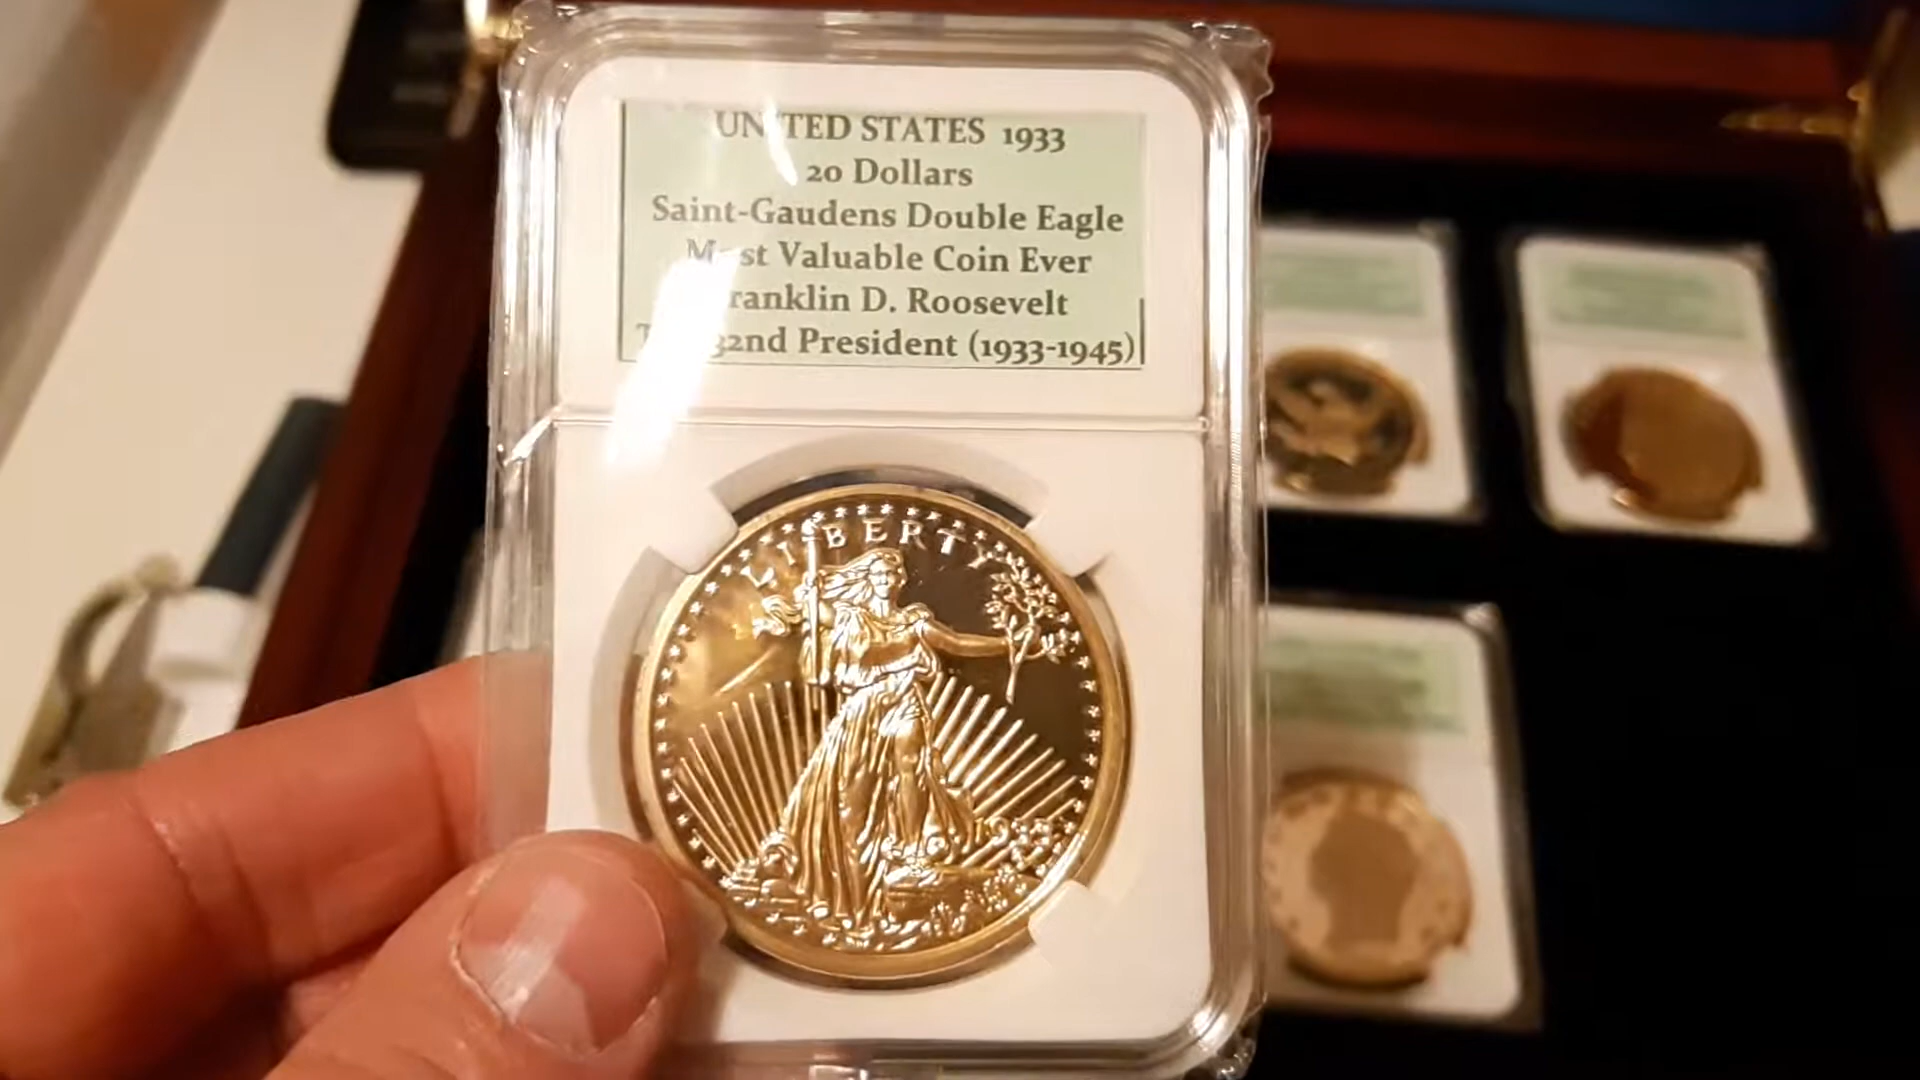 UNITED STATES 1933
20 Dollars
Saint-Gaudens Double Eagle
Most Valuable Coin Ever
Franklin D. Roosevelt
32nd President (1933-1945)
LIBERTY
1933